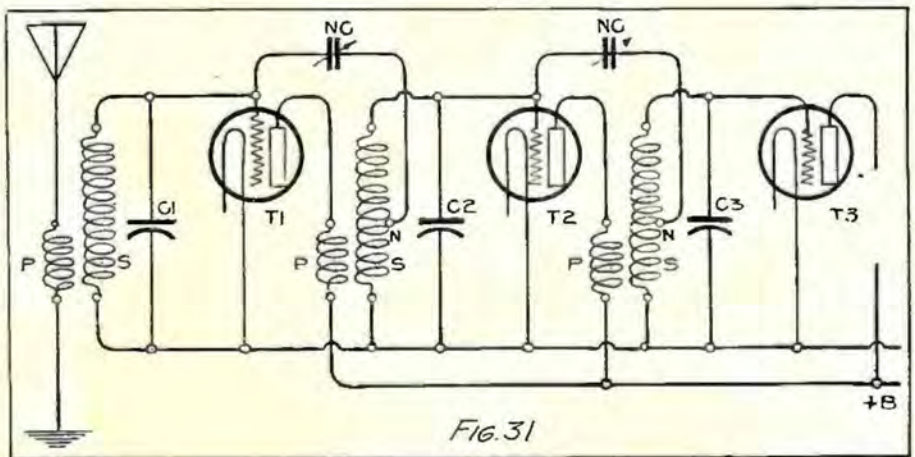 NC NC
C1 T1 C2 T2 C3 T3
P S P S N P S N
+B
FIG. 31